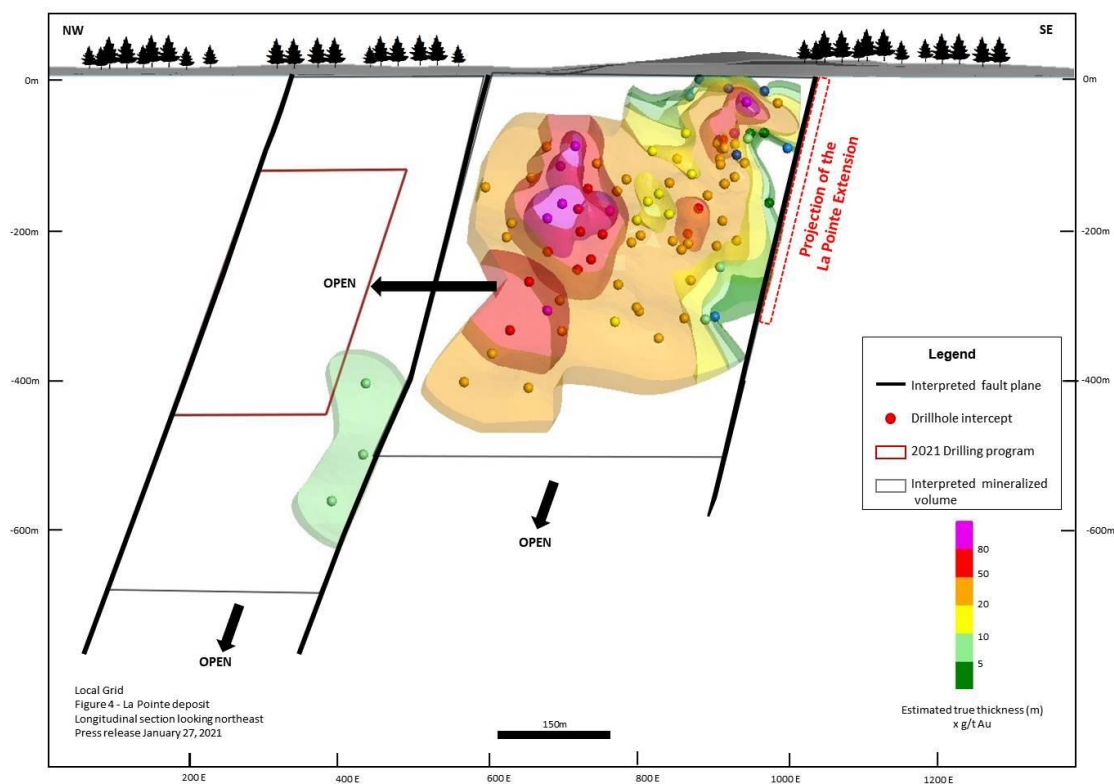 NW
SE
0m
0m
-200m
-200m
-400m
-400m
-600m
-600m
OPEN
OPEN
OPEN
Projection of the
La Pointe Extension
Legend
Interpreted fault plane
Drillhole intercept
2021 Drilling program
Interpreted mineralized
volume
80
50
20
10
5
Estimated true thickness (m)
x g/t Au
Local Grid
Figure 4 - La Pointe deposit
Longitudinal section looking northeast
Press release January 27, 2021
150m
200 E
400 E
600 E
800 E
1000 E
1200 E